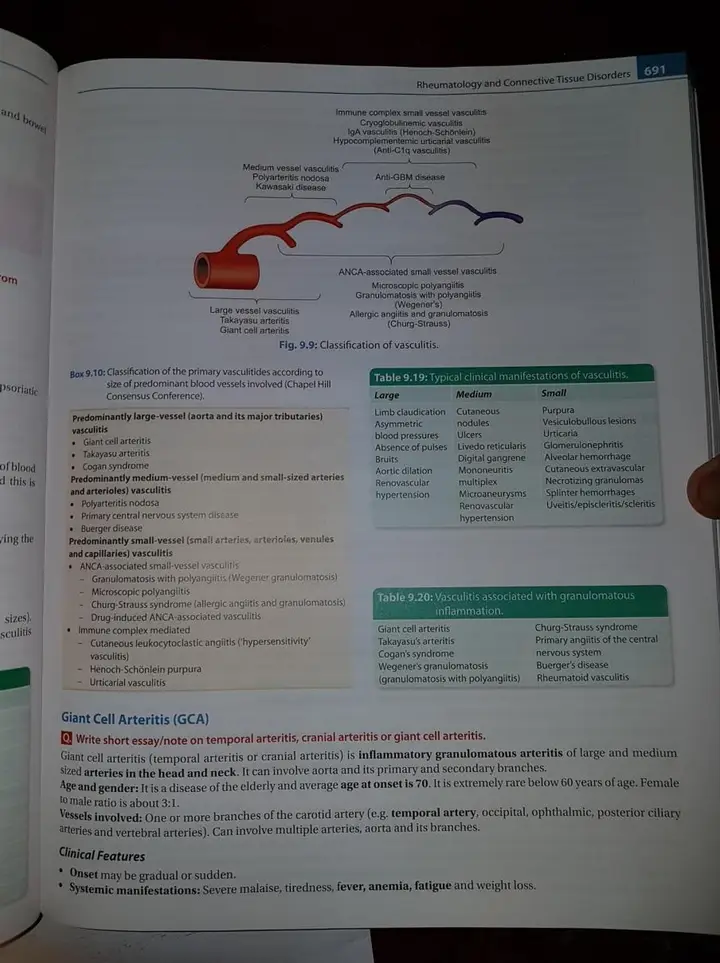 and bowel
rom
psoriatic
of blood
d this is
ying the
sizes).
sculitis
Rheumatology and Connective Tissue Disorders 691
Immune complex small vessel vasculitis
Cryoglobulinemic vasculitis
IgA vasculitis (Henoch-Schönlein)
Hypocomplementemic urticarial vasculitis
(Anti-C1q vasculitis)
Medium vessel vasculitis
Polyarteritis nodosa
Kawasaki disease
Anti-GBM disease
ANCA-associated small vessel vasculitis
Microscopic polyangiitis
Granulomatosis with polyangiitis
(Wegener's)
Allergic angiitis and granulomatosis
(Churg-Strauss)
Large vessel vasculitis
Takayasu arteritis
Giant cell arteritis
Fig. 9.9: Classification of vasculitis.
Box 9.10: Classification of the primary vasculitides according to
size of predominant blood vessels involved (Chapel Hill
Consensus Conference).
Predominantly large-vessel (aorta and its major tributaries)
vasculitis
• Giant cell arteritis
• Takayasu arteritis
• Cogan syndrome
Predominantly medium-vessel (medium and small-sized arteries
and arterioles) vasculitis
• Polyarteritis nodosa
• Primary central nervous system disease
• Buerger disease
Predominantly small-vessel (small arteries, arterioles, venules
and capillaries) vasculitis
• ANCA-associated small-vessel vasculitis
– Granulomatosis with polyangiitis (Wegener granulomatosis)
– Microscopic polyangiitis
– Churg-Strauss syndrome (allergic angiitis and granulomatosis)
– Drug-induced ANCA-associated vasculitis
• Immune complex mediated
– Cutaneous leukocytoclastic angiitis ('hypersensitivity'
vasculitis)
– Henoch-Schönlein purpura
– Urticarial vasculitis
Table 9.19: Typical clinical manifestations of vasculitis.
Large
Limb claudication
Asymmetric
blood pressures
Absence of pulses
Bruits
Aortic dilation
Renovascular
hypertension
Medium
Cutaneous
nodules
Ulcers
Livedo reticularis
Digital gangrene
Mononeuritis
multiplex
Microaneurysms
Renovascular
hypertension
Small
Purpura
Vesiculobullous lesions
Urticaria
Glomerulonephritis
Alveolar hemorrhage
Cutaneous extravascular
Necrotizing granulomas
Splinter hemorrhages
Uveitis/episcleritis/scleritis
Table 9.20: Vasculitis associated with granulomatous
inflammation.
Giant cell arteritis
Takayasu's arteritis
Cogan's syndrome
Wegener's granulomatosis
(granulomatosis with polyangiitis)
Churg-Strauss syndrome
Primary angiitis of the central
nervous system
Buerger's disease
Rheumatoid vasculitis
Giant Cell Arteritis (GCA)
Q. Write short essay/note on temporal arteritis, cranial arteritis or giant cell arteritis.
Giant cell arteritis (temporal arteritis or cranial arteritis) is inflammatory granulomatous arteritis of large and medium
sized arteries in the head and neck. It can involve aorta and its primary and secondary branches.
Age and gender: It is a disease of the elderly and average age at onset is 70. It is extremely rare below 60 years of age. Female
to male ratio is about 3:1.
Vessels involved: One or more branches of the carotid artery (e.g. temporal artery, occipital, ophthalmic, posterior ciliary
arteries and vertebral arteries). Can involve multiple arteries, aorta and its branches.
Clinical Features
• Onset may be gradual or sudden.
• Systemic manifestations: Severe malaise, tiredness, fever, anemia, fatigue and weight loss.